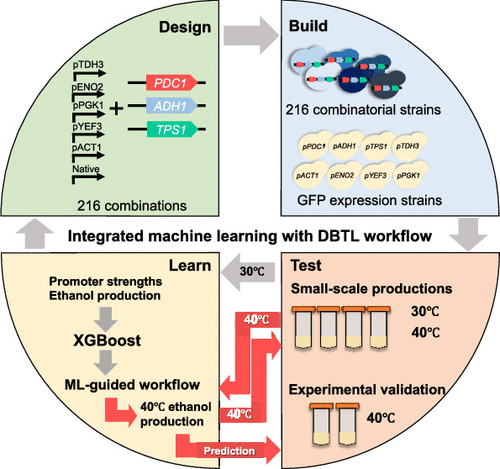 Design
pTDH3
pENO2
pPGK1
pYEF3
pACT1
Native
+
PDC1
ADH1
TPS1
216 combinations
Build
216 combinatorial strains
pPDC1 pADH1 pTPS1 pTDH3
pACT1 pENO2 pYEF3 pPGK1
GFP expression strains
Integrated machine learning with DBTL workflow
Learn
30℃
Promoter strengths
Ethanol production
XGBoost
ML-guided workflow
40℃ ethanol
production
40℃
40℃
Prediction
Test
Small-scale productions
30℃
40℃
Experimental validation
40℃